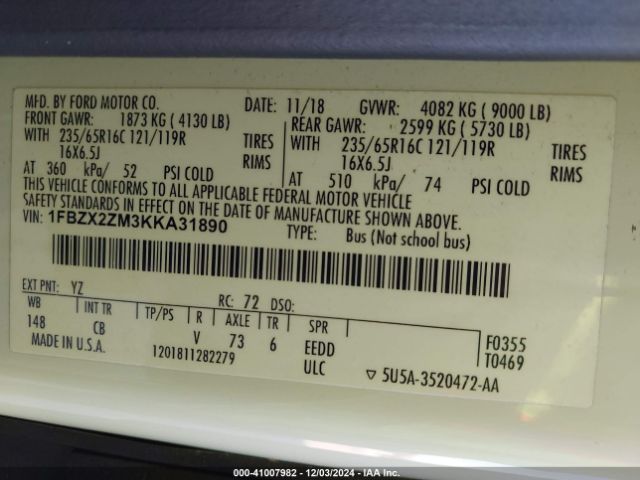 MFD. BY FORD MOTOR CO. DATE: 11/18 GVWR: 4082 KG ( 9000 LB)
FRONT GAWR: 1873 KG ( 4130 LB) REAR GAWR: 2599 KG ( 5730 LB)
WITH 235/65R16C 121/119R TIRES WITH 235/65R16C 121/119R TIRES
16X6.5J RIMS 16X6.5J RIMS
AT 360 kPa/ 52 PSI COLD AT 510 kPa/ 74 PSI COLD
THIS VEHICLE CONFORMS TO ALL APPLICABLE FEDERAL MOTOR VEHICLE
SAFETY STANDARDS IN EFFECT ON THE DATE OF MANUFACTURE SHOWN ABOVE.
VIN: 1FBZX2ZM3KKA31890 TYPE: Bus (Not school bus)
EXT PNT: YZ RC: 72 DSO:
WB INT TR TP/PS R AXLE TR SPR
148 CB V 73 6 EEDD F0355
MADE IN U.S.A. 1201811282279 ULC T0469
▽ 5U5A-3520472-AA
000-41007982 - 12/03/2024 - IAA Inc.